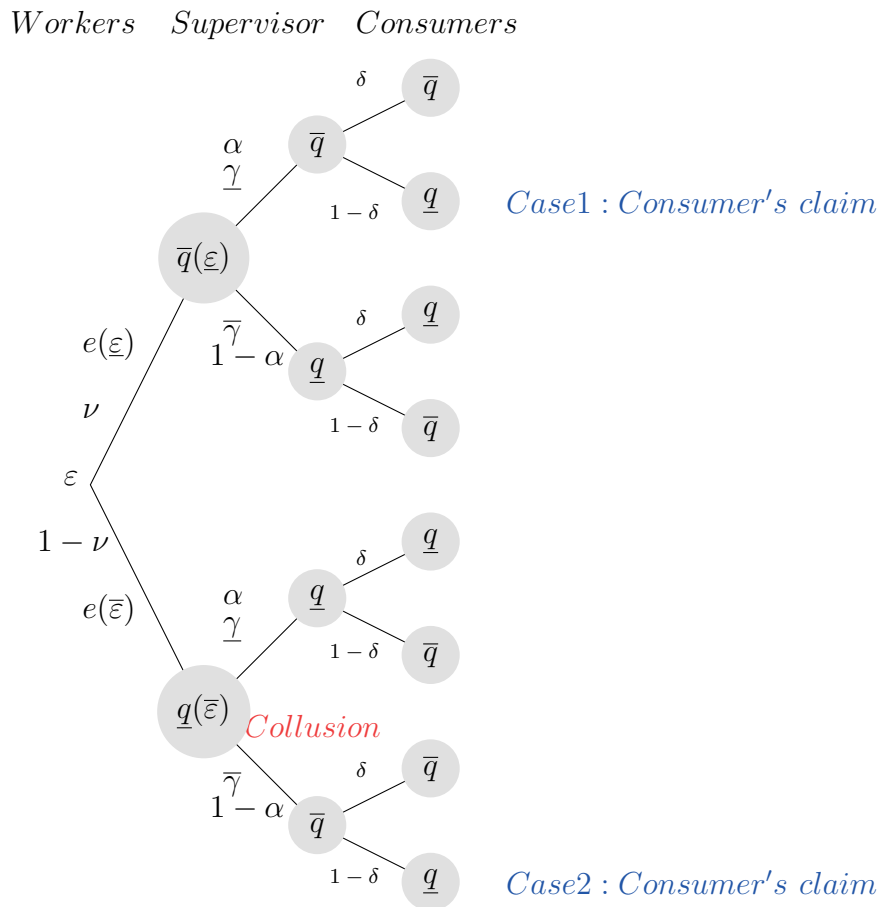 Workers Supervisor Consumers
δ q̅
α q̅
γ̲ 1 − δ q̲ Case1 : Consumer's claim
q̅(ε̲)
δ q̲
e(ε̲) γ̅
1 − α q̲
ν 1 − δ q̅
ε
1 − ν δ q̲
α q̲
e(ε̅) γ̲
1 − δ q̅
q̲(ε̅) Collusion
δ q̅
γ̅
1 − α q̅
1 − δ q̲ Case2 : Consumer's claim